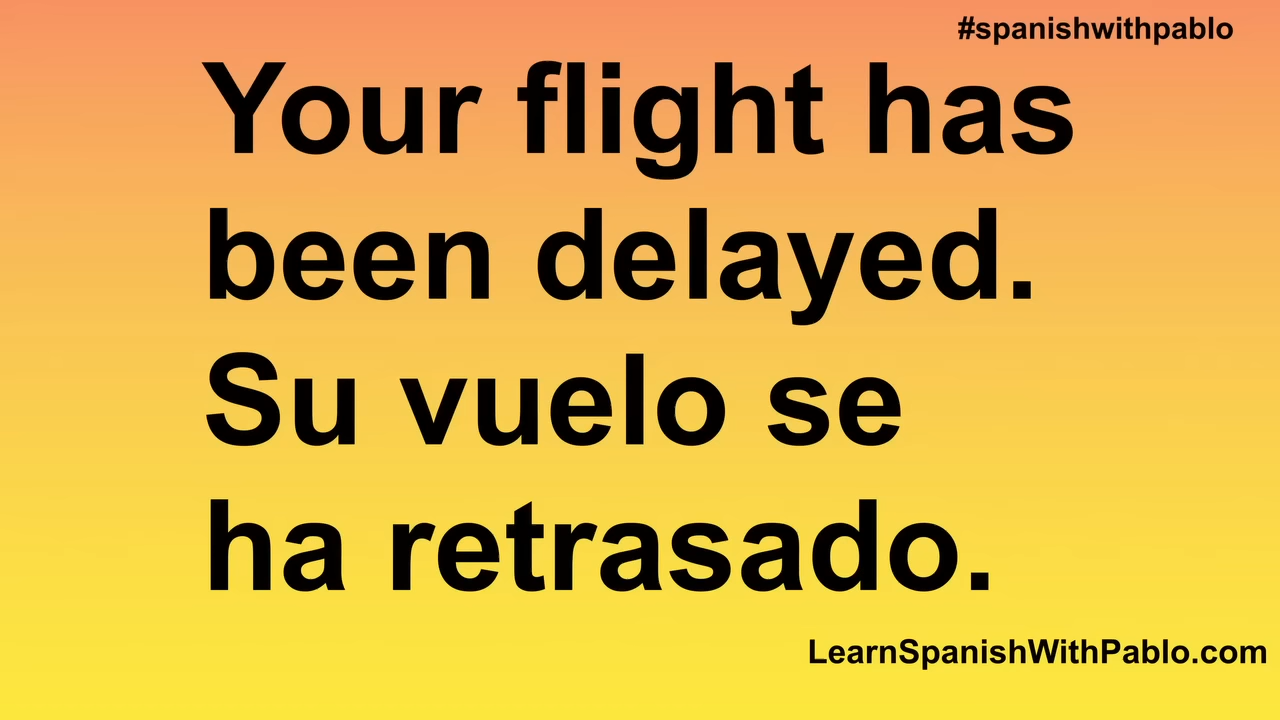 #spanishwithpablo
Your flight has
been delayed.
Su vuelo se
ha retrasado.
LearnSpanishWithPablo.com